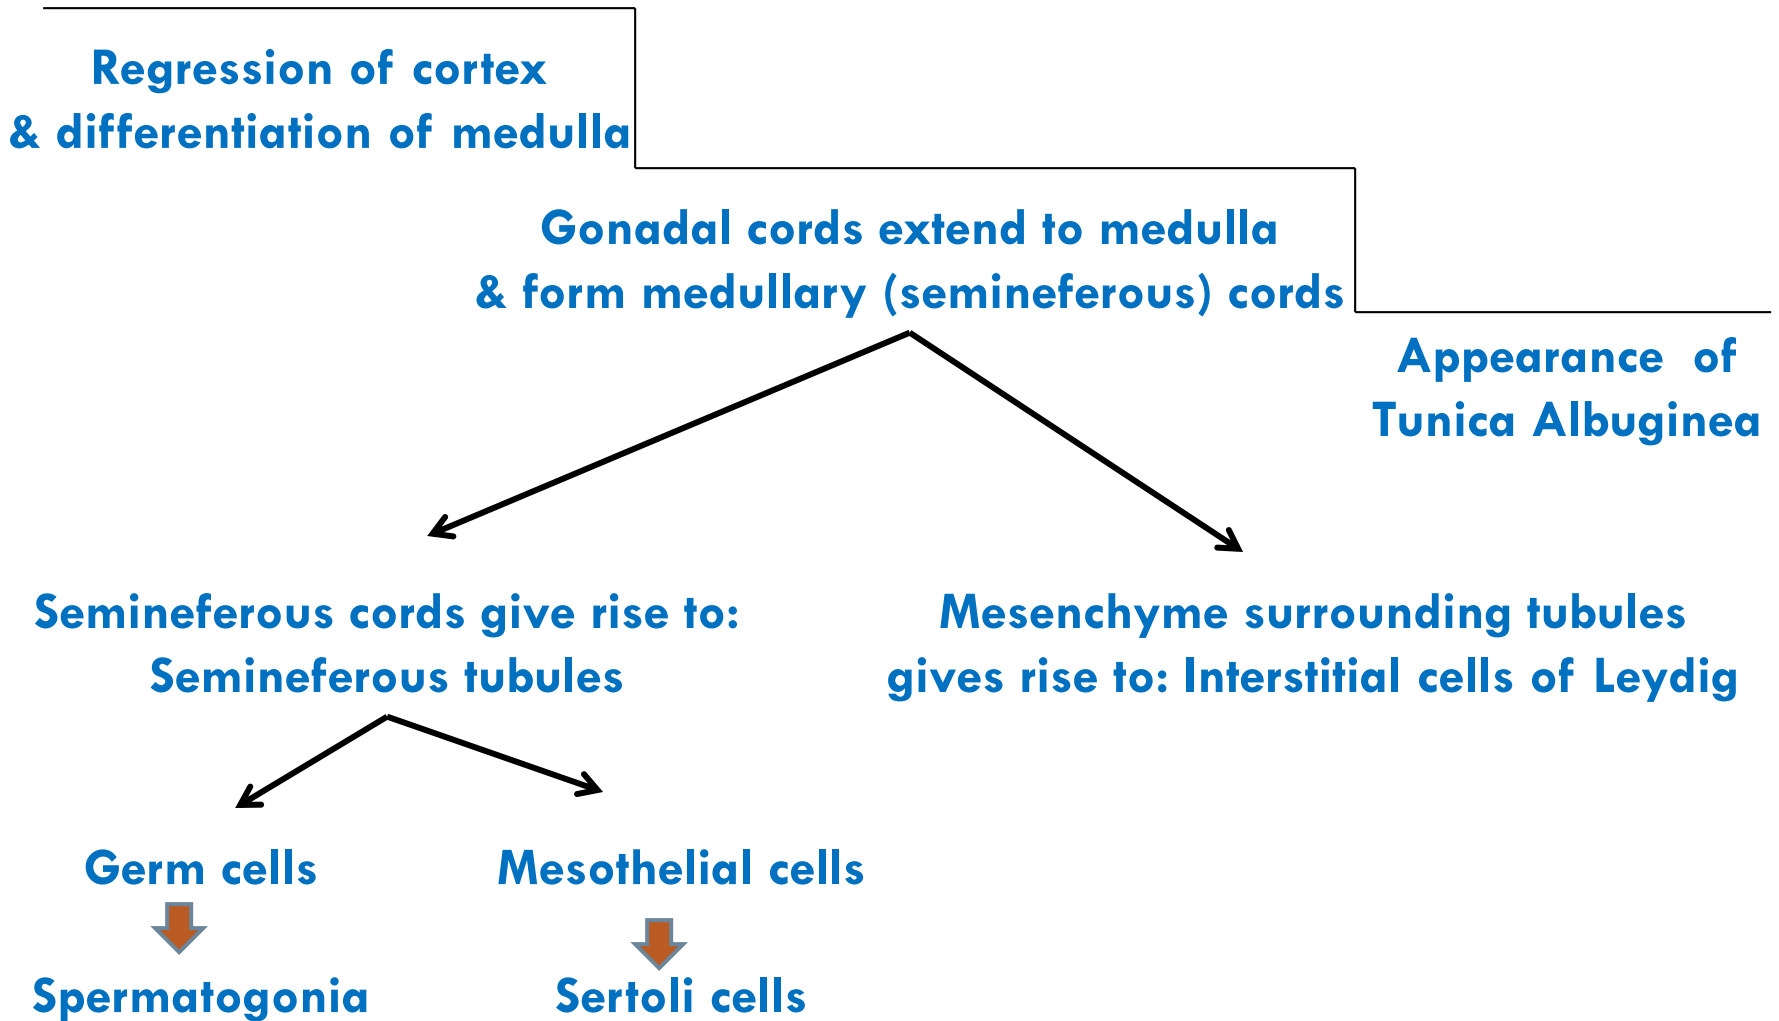 Regression of cortex
& differentiation of medulla
Gonadal cords extend to medulla
& form medullary (semineferous) cords
Appearance of
Tunica Albuginea
Semineferous cords give rise to:
Semineferous tubules
Mesenchyme surrounding tubules
gives rise to: Interstitial cells of Leydig
Germ cells
Mesothelial cells
Spermatogonia
Sertoli cells